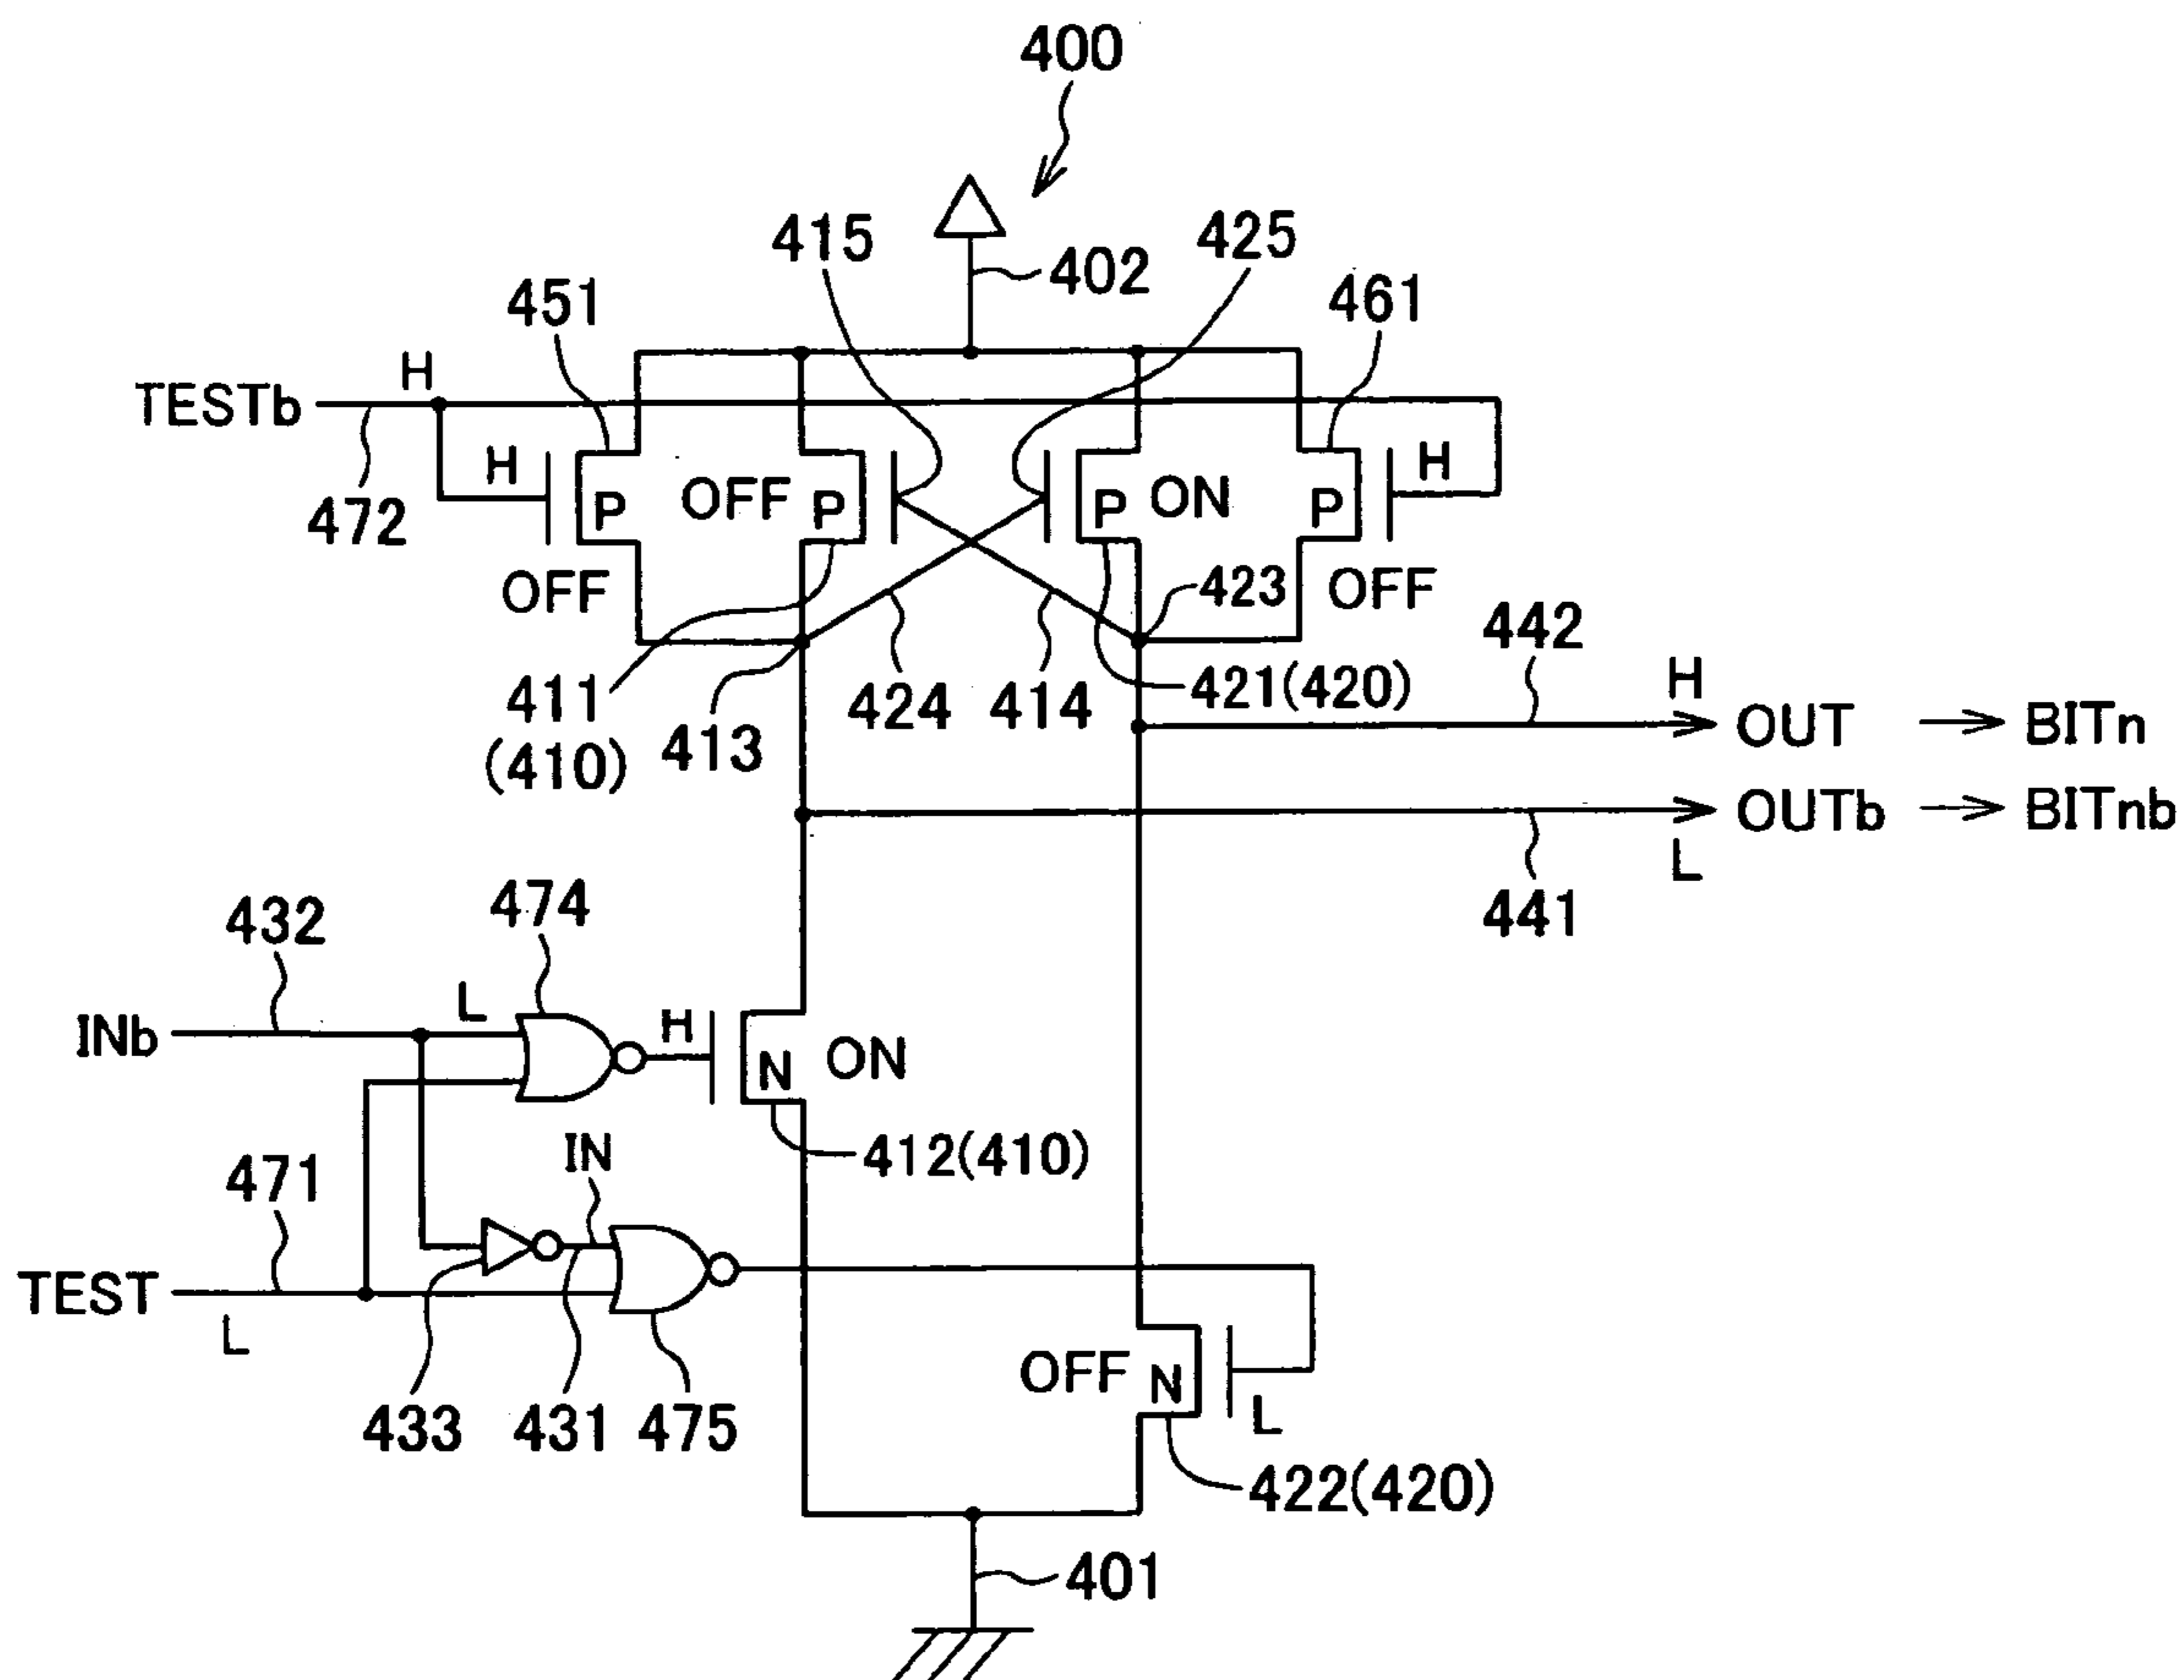 400
415
402
425
451
461
H
TESTb
H
P
OFF
P
P
ON
P
H
472
OFF
423
OFF
442
411
(410)
413
424
414
421(420)
H
OUT
BITn
OUTb
BITnb
L
441
432
474
L
INb
H
N
ON
471
IN
412(410)
TEST
L
OFF
N
L
433
431
475
422(420)
401